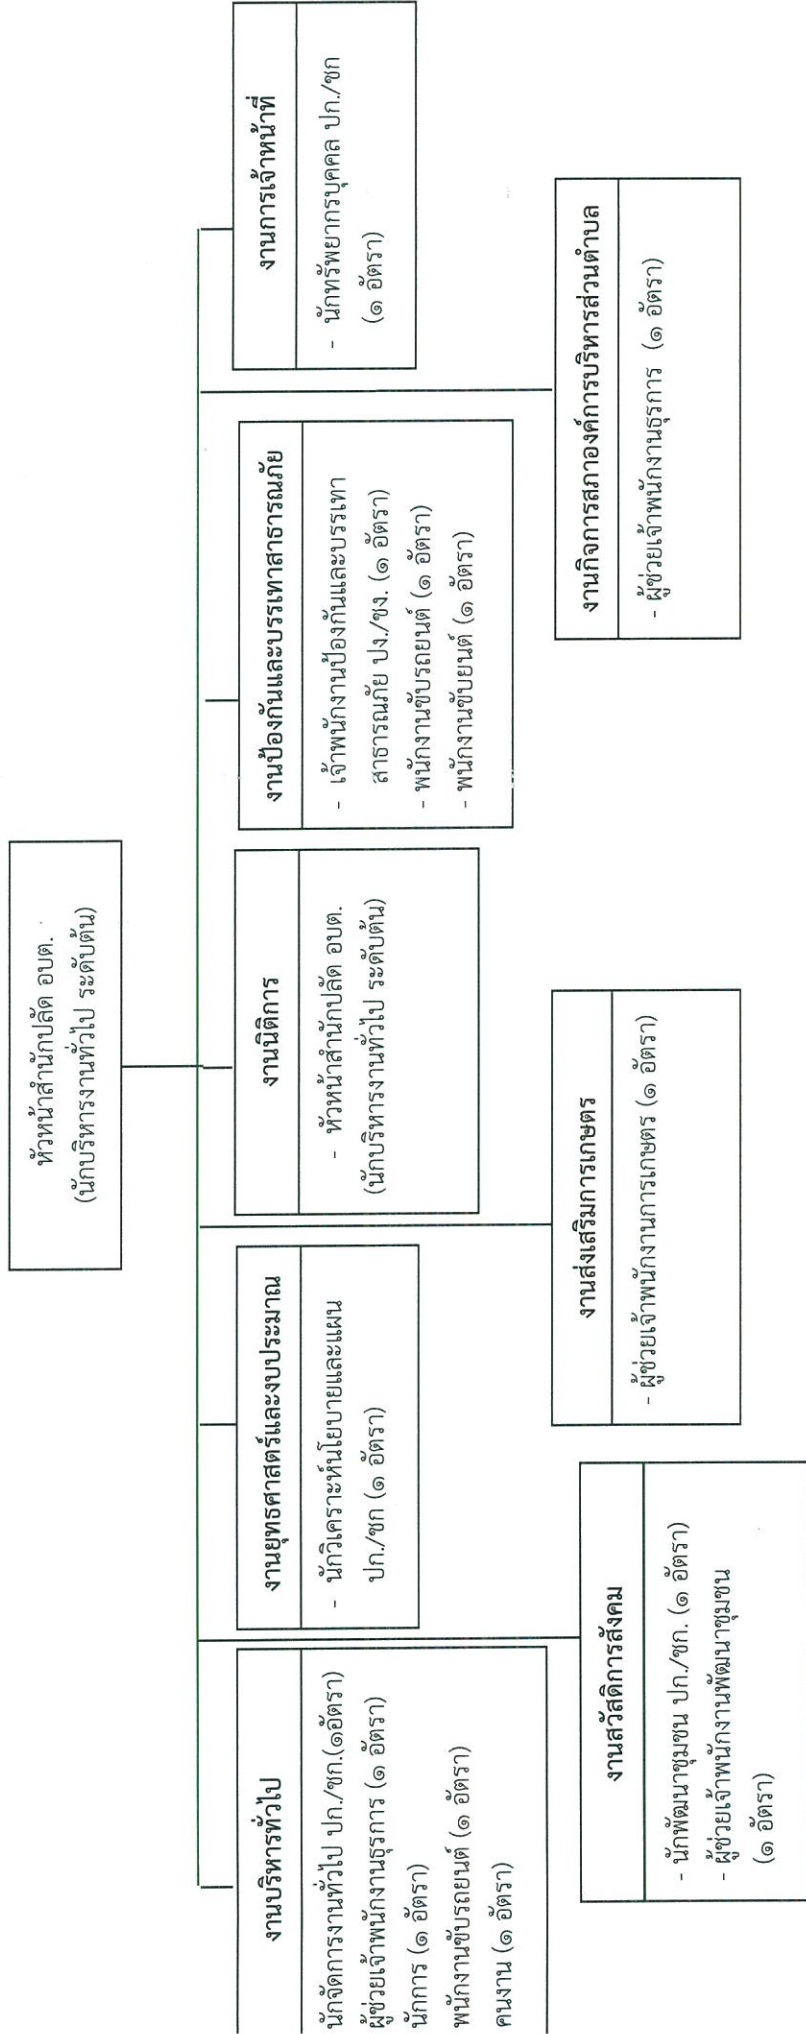 หัวหน้าสำนักปลัด อบต.
(นักบริหารงานทั่วไป ระดับต้น)
งานบริหารทั่วไป
นักจัดการงานทั่วไป ปก./ชก.(๑อัตรา)
ผู้ช่วยเจ้าพนักงานธุรการ (๑ อัตรา)
นักการ (๑ อัตรา)
พนักงานขับรถยนต์ (๑ อัตรา)
คนงาน (๑ อัตรา)
งานยุทธศาสตร์และงบประมาณ
- นักวิเคราะห์นโยบายและแผน
ปก./ชก (๑ อัตรา)
งานนิติการ
- หัวหน้าสำนักปลัด อบต.
(นักบริหารงานทั่วไป ระดับต้น)
งานป้องกันและบรรเทาสาธารณภัย
- เจ้าพนักงานป้องกันและบรรเทา
สาธารณภัย ปง./ชง. (๑ อัตรา)
- พนักงานขับรถยนต์ (๑ อัตรา)
- พนักงานขับยนต์ (๑ อัตรา)
งานการเจ้าหน้าที่
- นักทรัพยากรบุคคล ปก./ชก
(๑ อัตรา)
งานสวัสดิการสังคม
- นักพัฒนาชุมชน ปก./ชก. (๑ อัตรา)
- ผู้ช่วยเจ้าพนักงานพัฒนาชุมชน
(๑ อัตรา)
งานส่งเสริมการเกษตร
- ผู้ช่วยเจ้าพนักงานการเกษตร (๑ อัตรา)
งานกิจการสภาองค์การบริหารส่วนตำบล
- ผู้ช่วยเจ้าพนักงานธุรการ (๑ อัตรา)